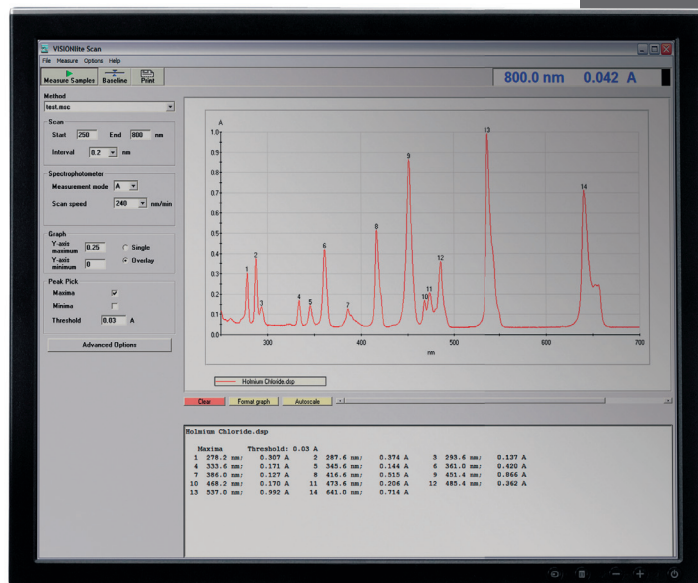 VISIONlite Scan
File Measure Options Help
Measure Samples Baseline Print
800.0 nm 0.042 A
Method
test.msc
Scan
Start 250 End 800 nm
Interval 0.2 nm
Spectrophotometer
Measurement mode A
Scan speed 240 nm/min
Graph
Y-axis maximum 0.25 Single
Y-axis minimum 0 Overlay
Peak Pick
Maxima
Minima
Threshold 0.03 A
Advanced Options
A
1.0
0.9
0.8
0.7
0.6
0.5
0.4
0.3
0.2
0.1
0.0
1 2 3 4 5 6 7 8 9 10 11 12 13 14
300 400 500 600 700
nm
Holmium Chloride.dsp
Clear Format graph Autoscale
Holmium Chloride.dsp
Maxima Threshold: 0.03 A
1 278.2 nm; 0.307 A 2 287.6 nm; 0.374 A 3 293.6 nm; 0.137 A
4 333.6 nm; 0.171 A 5 345.6 nm; 0.144 A 6 361.0 nm; 0.420 A
7 386.0 nm; 0.127 A 8 416.6 nm; 0.515 A 9 451.4 nm; 0.866 A
10 468.2 nm; 0.170 A 11 473.6 nm; 0.206 A 12 485.4 nm; 0.362 A
13 537.0 nm; 0.992 A 14 641.0 nm; 0.714 A